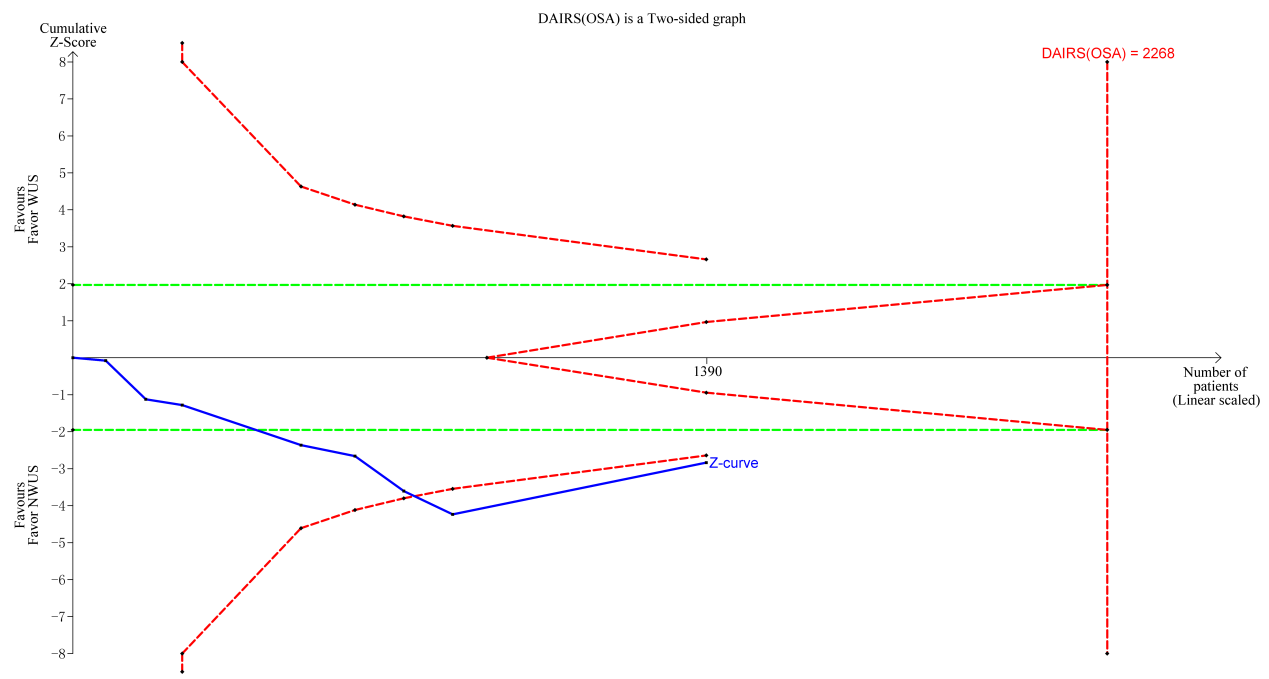 DAIRS(OSA) is a Two-sided graph
Cumulative
Z-Score
DAIRS(OSA) = 2268
8
7
6
5
4
3
2
1
−1
−2
−3
−4
−5
−6
−7
−8
Favours
Favor WUS
Favours
Favor NWUS
1390
Number of
patients
(Linear scaled)
Z-curve